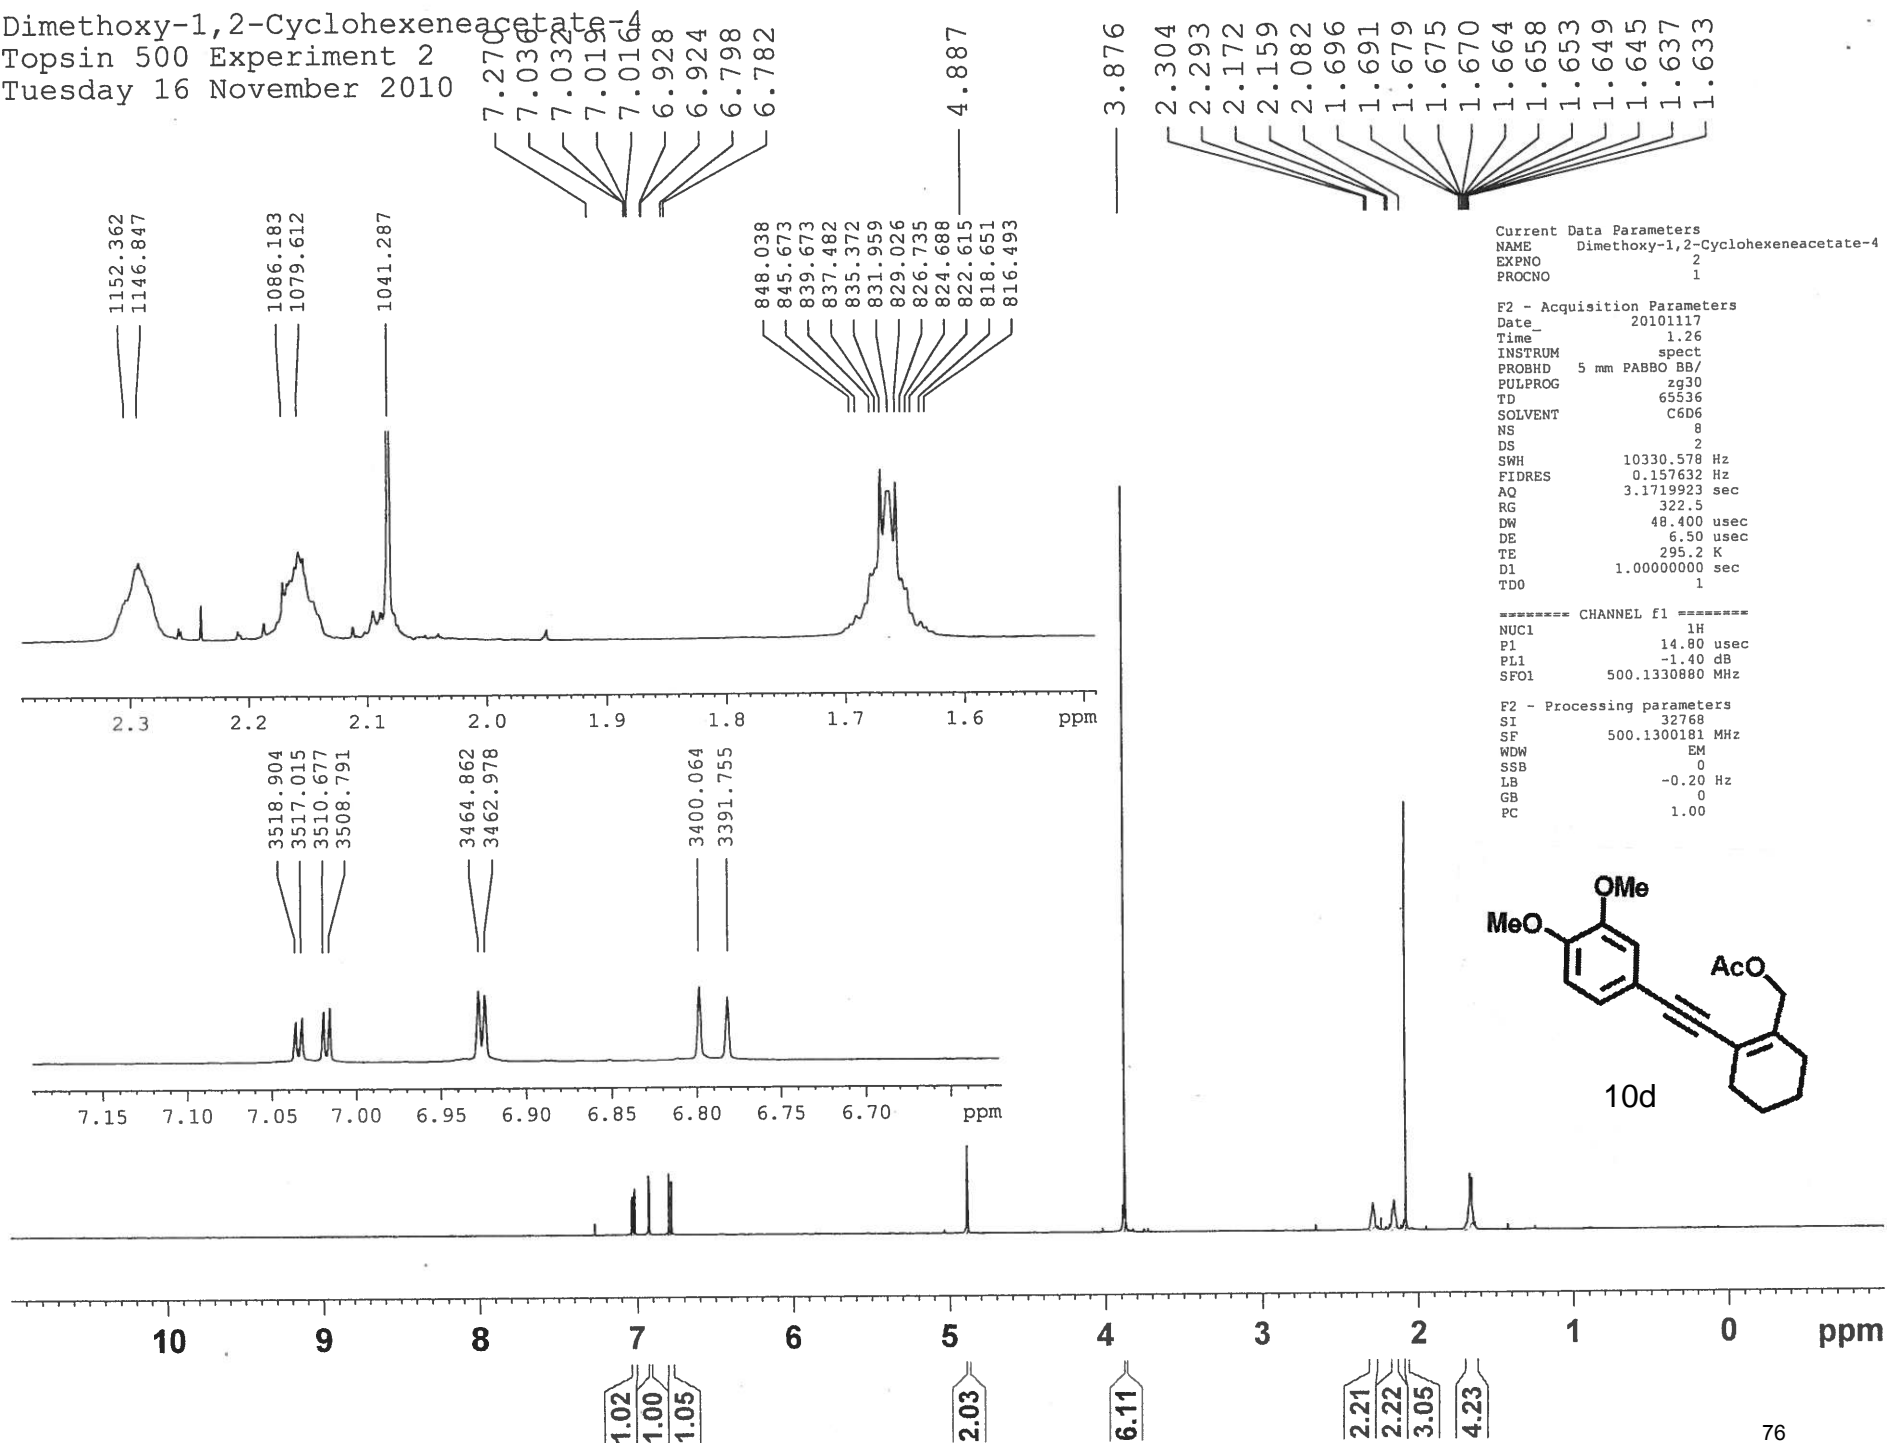 Dimethoxy-1,2-Cyclohexeneacetate-4
Topsin 500 Experiment 2
Tuesday 16 November 2010
7.270
7.036
7.032
7.019
7.016
6.928
6.924
6.798
6.782
4.887
3.876
2.304
2.293
2.172
2.159
2.082
1.696
1.691
1.679
1.675
1.670
1.664
1.658
1.653
1.649
1.645
1.637
1.633
1152.362
1146.847
1086.183
1079.612
1041.287
848.038
845.673
839.673
837.482
835.372
831.959
829.026
826.735
824.688
822.615
818.651
816.493
2.3 2.2 2.1 2.0 1.9 1.8 1.7 1.6 ppm
3518.904
3517.015
3510.677
3508.791
3464.862
3462.978
3400.064
3391.755
7.15 7.10 7.05 7.00 6.95 6.90 6.85 6.80 6.75 6.70 ppm
Current Data Parameters
NAME Dimethoxy-1,2-Cyclohexeneacetate-4
EXPNO 2
PROCNO 1
F2 - Acquisition Parameters
Date_ 20101117
Time 1.26
INSTRUM spect
PROBHD 5 mm PABBO BB/
PULPROG zg30
TD 65536
SOLVENT C6D6
NS 8
DS 2
SWH 10330.578 Hz
FIDRES 0.157632 Hz
AQ 3.1719923 sec
RG 322.5
DW 48.400 usec
DE 6.50 usec
TE 295.2 K
D1 1.00000000 sec
TD0 1
======== CHANNEL f1 ========
NUC1 1H
P1 14.80 usec
PL1 -1.40 dB
SFO1 500.1330880 MHz
F2 - Processing parameters
SI 32768
SF 500.1300181 MHz
WDW EM
SSB 0
LB -0.20 Hz
GB 0
PC 1.00
OMe
MeO
AcO
10d
10 9 8 7 6 5 4 3 2 1 0 ppm
1.02
1.00
1.05
2.03
6.11
2.21
2.22
3.05
4.23
76